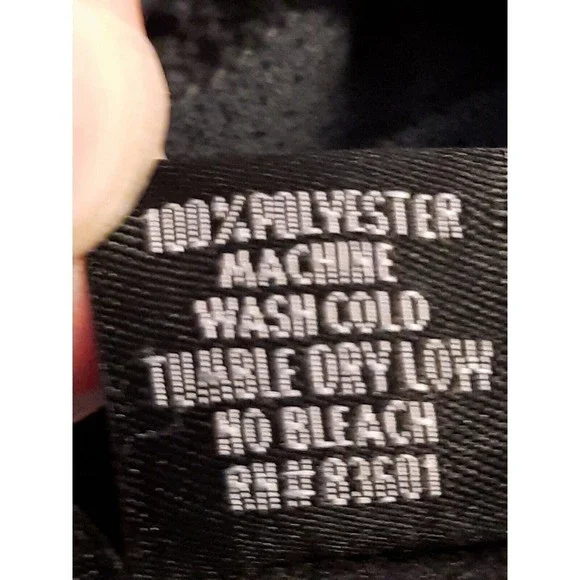 100% POLYESTER
MACHINE
WASH COLD
TUMBLE DRY LOW
NO BLEACH
RN# 83601